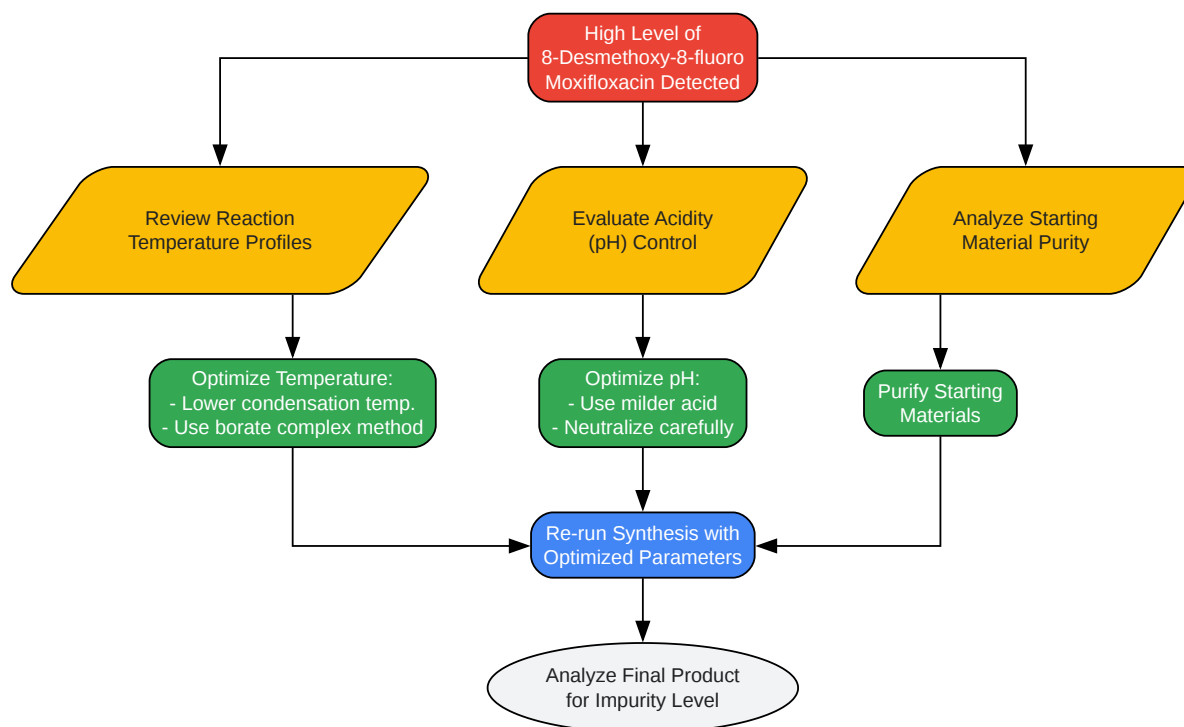 High Level of
8-Desmethoxy-8-fluoro
Moxifloxacin Detected
Review Reaction
Temperature Profiles
Evaluate Acidity
(pH) Control
Analyze Starting
Material Purity
Optimize Temperature:
- Lower condensation temp.
- Use borate complex method
Optimize pH:
- Use milder acid
- Neutralize carefully
Purify Starting
Materials
Re-run Synthesis with
Optimized Parameters
Analyze Final Product
for Impurity Level